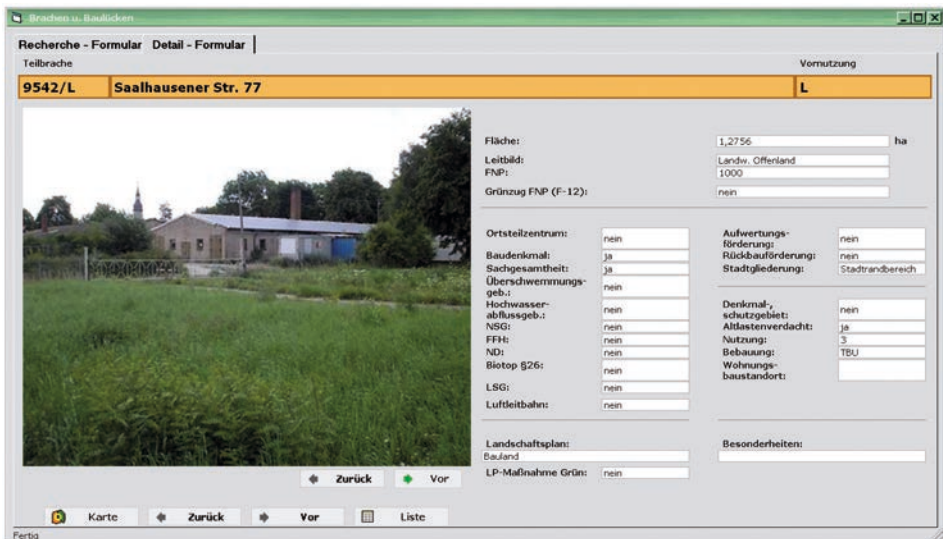 Brachen u. Baulücken
Recherche - Formular Detail - Formular
Teilbrache Vornutzung
9542/L Saalhausener Str. 77 L
Fläche: 1,2756 ha
Leitbild: Landw. Offenland
FNP: 1000
Grünzug FNP (F-12): nein
Ortsteilzentrum: nein
Baudenkmal: ja
Sachgesamtheit: ja
Überschwemmungs-
geb.: nein
Hochwasser-
abflussgeb.: nein
NSG: nein
FFH: nein
ND: nein
Biotop §26: nein
LSG: nein
Luftleitbahn: nein
Aufwertungs-
förderung: nein
Rückbauförderung: nein
Stadtgliederung: Stadtrandbereich
Denkmal-,
schutzgebiet: nein
Altlastenverdacht: ja
Nutzung: 3
Bebauung: TBU
Wohnungs-
baustandort:
Landschaftsplan:
Bauland
LP-Maßnahme Grün: nein
Besonderheiten:
Zurück Vor
Karte Zurück Vor Liste
Fertig